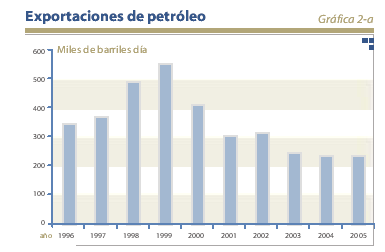 Exportaciones de petróleo
Gráfica 2-a
Miles de barriles día
600
500
400
300
200
100
0
año 1996 1997 1998 1999 2000 2001 2002 2003 2004 2005